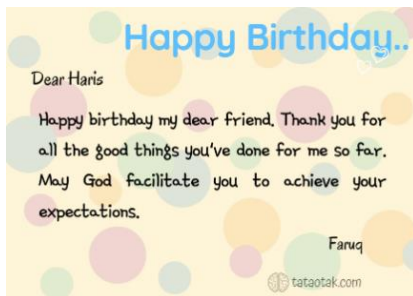 Happy Birthday..
Dear Haris
Happy birthday my dear friend. Thank you for
all the good things you've done for me so far.
May God facilitate you to achieve your
expectations.
Faruq
tataotak.com